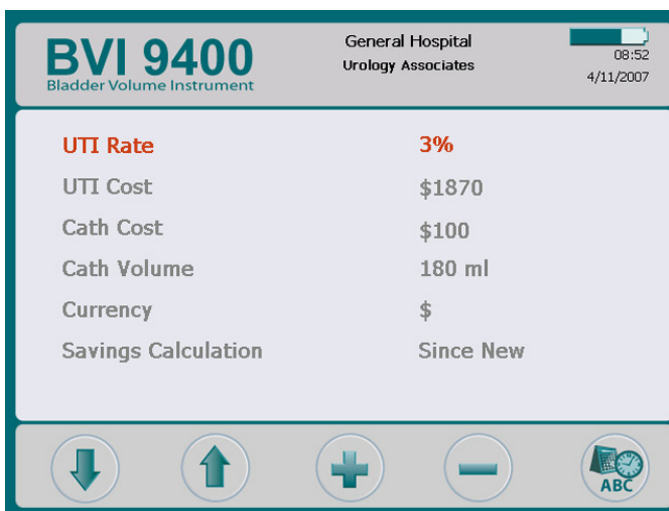 BVI 9400
Bladder Volume Instrument
General Hospital
Urology Associates
08:52
4/11/2007
UTI Rate 3%
UTI Cost $1870
Cath Cost $100
Cath Volume 180 ml
Currency $
Savings Calculation Since New
ABC